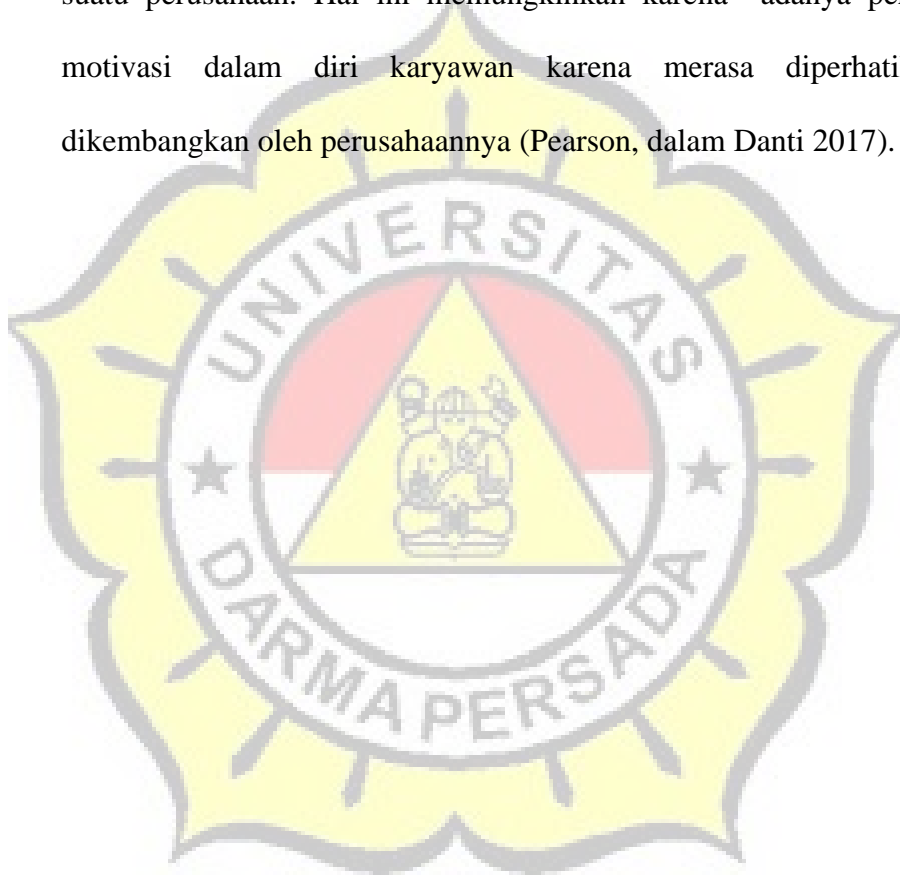 suatu perusahaan. Hal ini memungkinkan karena adanya
motivasi dalam diri karyawan karena merasa
dikembangkan oleh perusahaannya (Pearson, dalam Danti 2017).
UNIVERSITAS
DARMA PERSADA